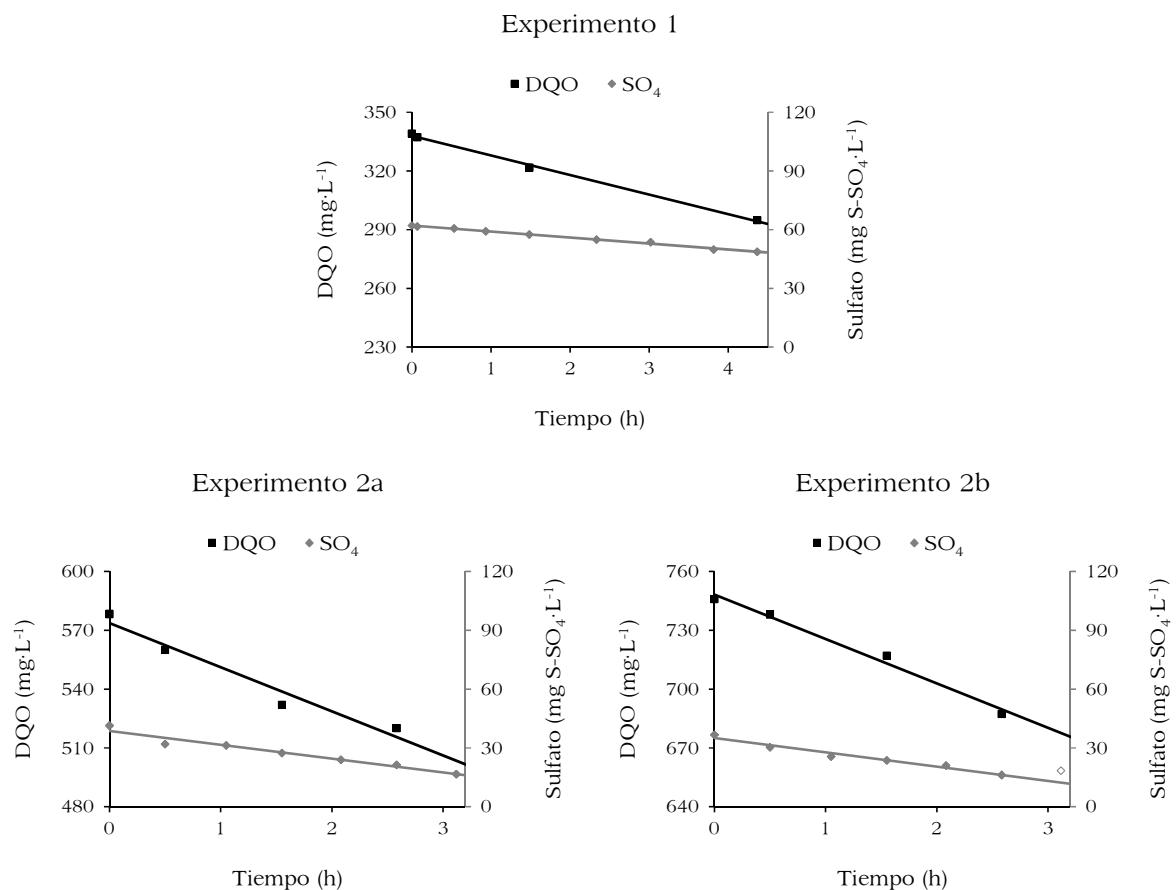 Experimento 1
DQO SO₄
DQO (mg·L⁻¹)
350
320
290
260
230
120
90
60
30
0
Sulfato (mg S-SO₄·L⁻¹)
0 1 2 3 4
Tiempo (h)
Experimento 2a
DQO SO₄
DQO (mg·L⁻¹)
600
570
540
510
480
120
90
60
30
0
Sulfato (mg S-SO₄·L⁻¹)
0 1 2 3
Tiempo (h)
Experimento 2b
DQO SO₄
DQO (mg·L⁻¹)
760
730
700
670
640
120
90
60
30
0
Sulfato (mg S-SO₄·L⁻¹)
0 1 2 3
Tiempo (h)